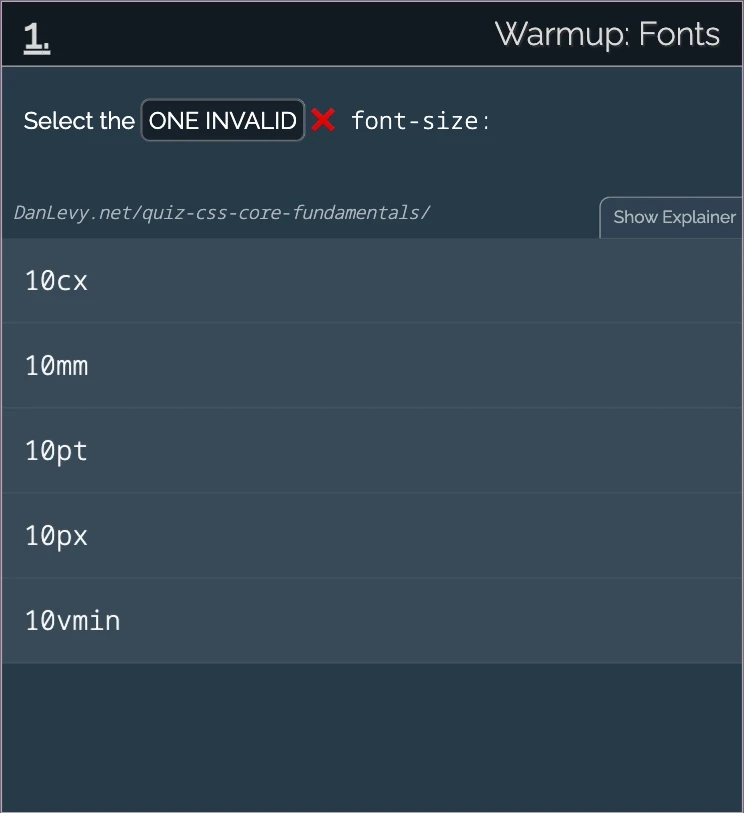 1. Warmup: Fonts
Select the ONE INVALID ❌ font-size:
DanLevy.net/quiz-css-core-fundamentals/ Show Explainer
10cx
10mm
10pt
10px
10vmin